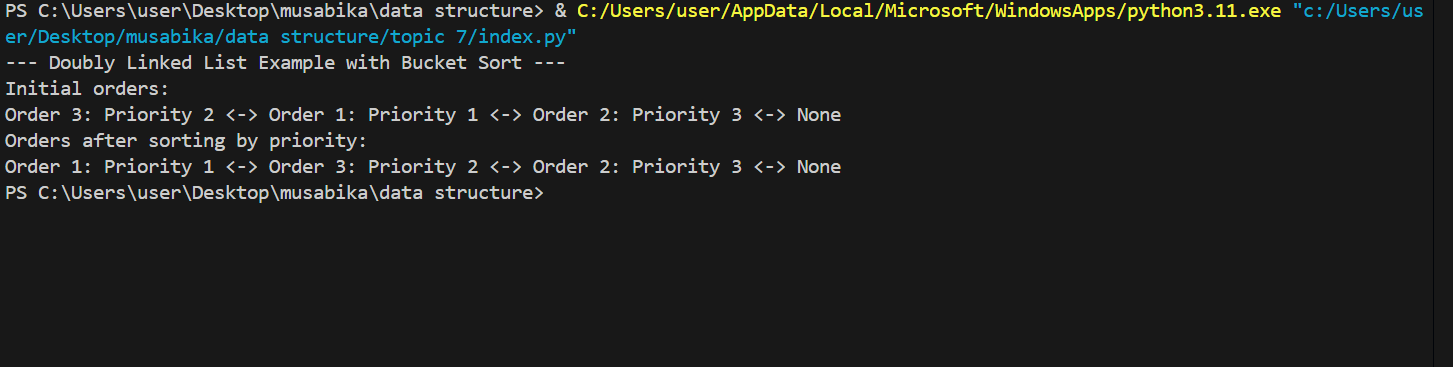 PS C:\Users\user\Desktop\musabika\data structure> & C:/Users/user/AppData/Local/Microsoft/WindowsApps/python3.11.exe "c:/Users/us
er/Desktop/musabika/data structure/topic 7/index.py"
--- Doubly Linked List Example with Bucket Sort ---
Initial orders:
Order 3: Priority 2 <-> Order 1: Priority 1 <-> Order 2: Priority 3 <-> None
Orders after sorting by priority:
Order 1: Priority 1 <-> Order 3: Priority 2 <-> Order 2: Priority 3 <-> None
PS C:\Users\user\Desktop\musabika\data structure>